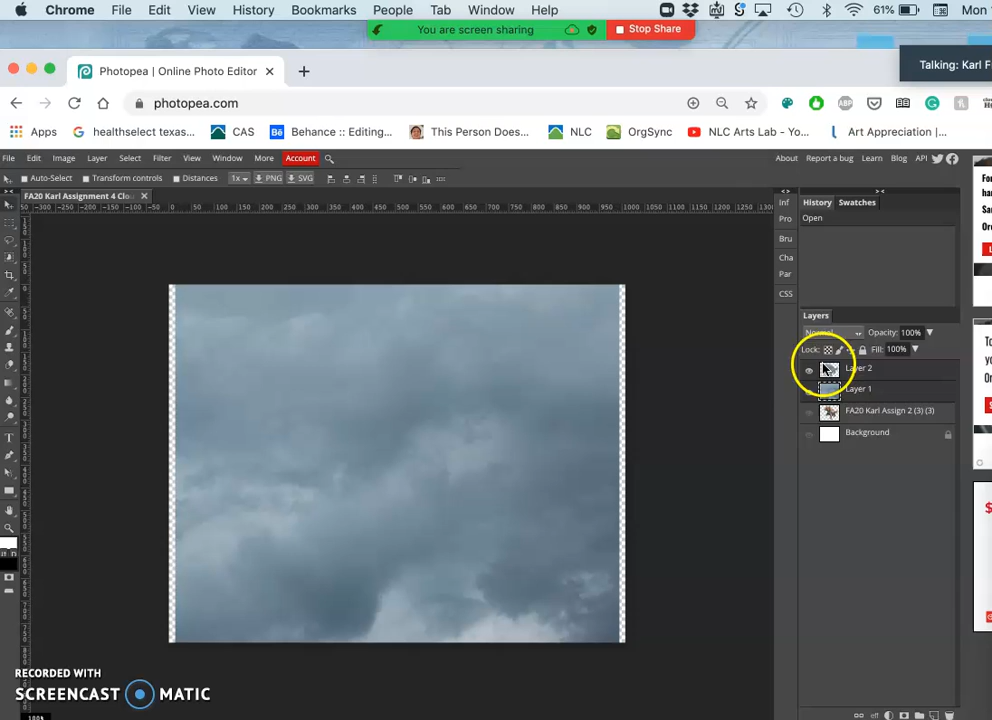 Chrome File Edit View History Bookmarks People Tab Window Help 61% Mon
You are screen sharing Stop Share
Photopea | Online Photo Editor
Talking: Karl F
photopea.com
Apps healthselect texas... CAS Behance :: Editing... This Person Does... NLC OrgSync NLC Arts Lab - Yo... Art Appreciation |...
File Edit Image Layer Select Filter View Window More Account About Report a bug Learn Blog API
Auto-Select Transform controls Distances 1x PNG SVG
FA20 Karl Assignment 4 Clo
History Swatches
Inf
Pro
Bru
Cha
Par
CSS
Open
Layers
Normal Opacity: 100%
Lock: Fill: 100%
Layer 2
Layer 1
FA20 Karl Assign 2 (3) (3)
Background
RECORDED WITH
SCREENCAST MATIC